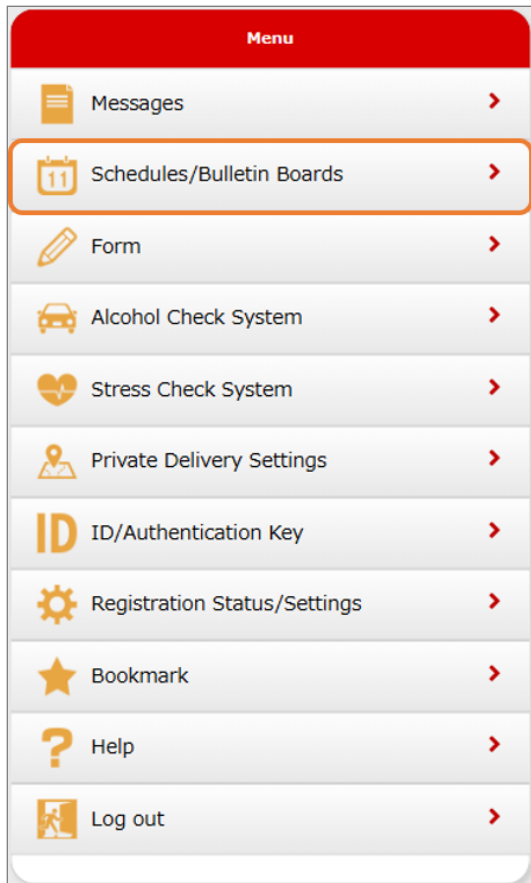 Menu
Messages
11 Schedules/Bulletin Boards
Form
Alcohol Check System
Stress Check System
Private Delivery Settings
ID ID/Authentication Key
Registration Status/Settings
Bookmark
? Help
Log out